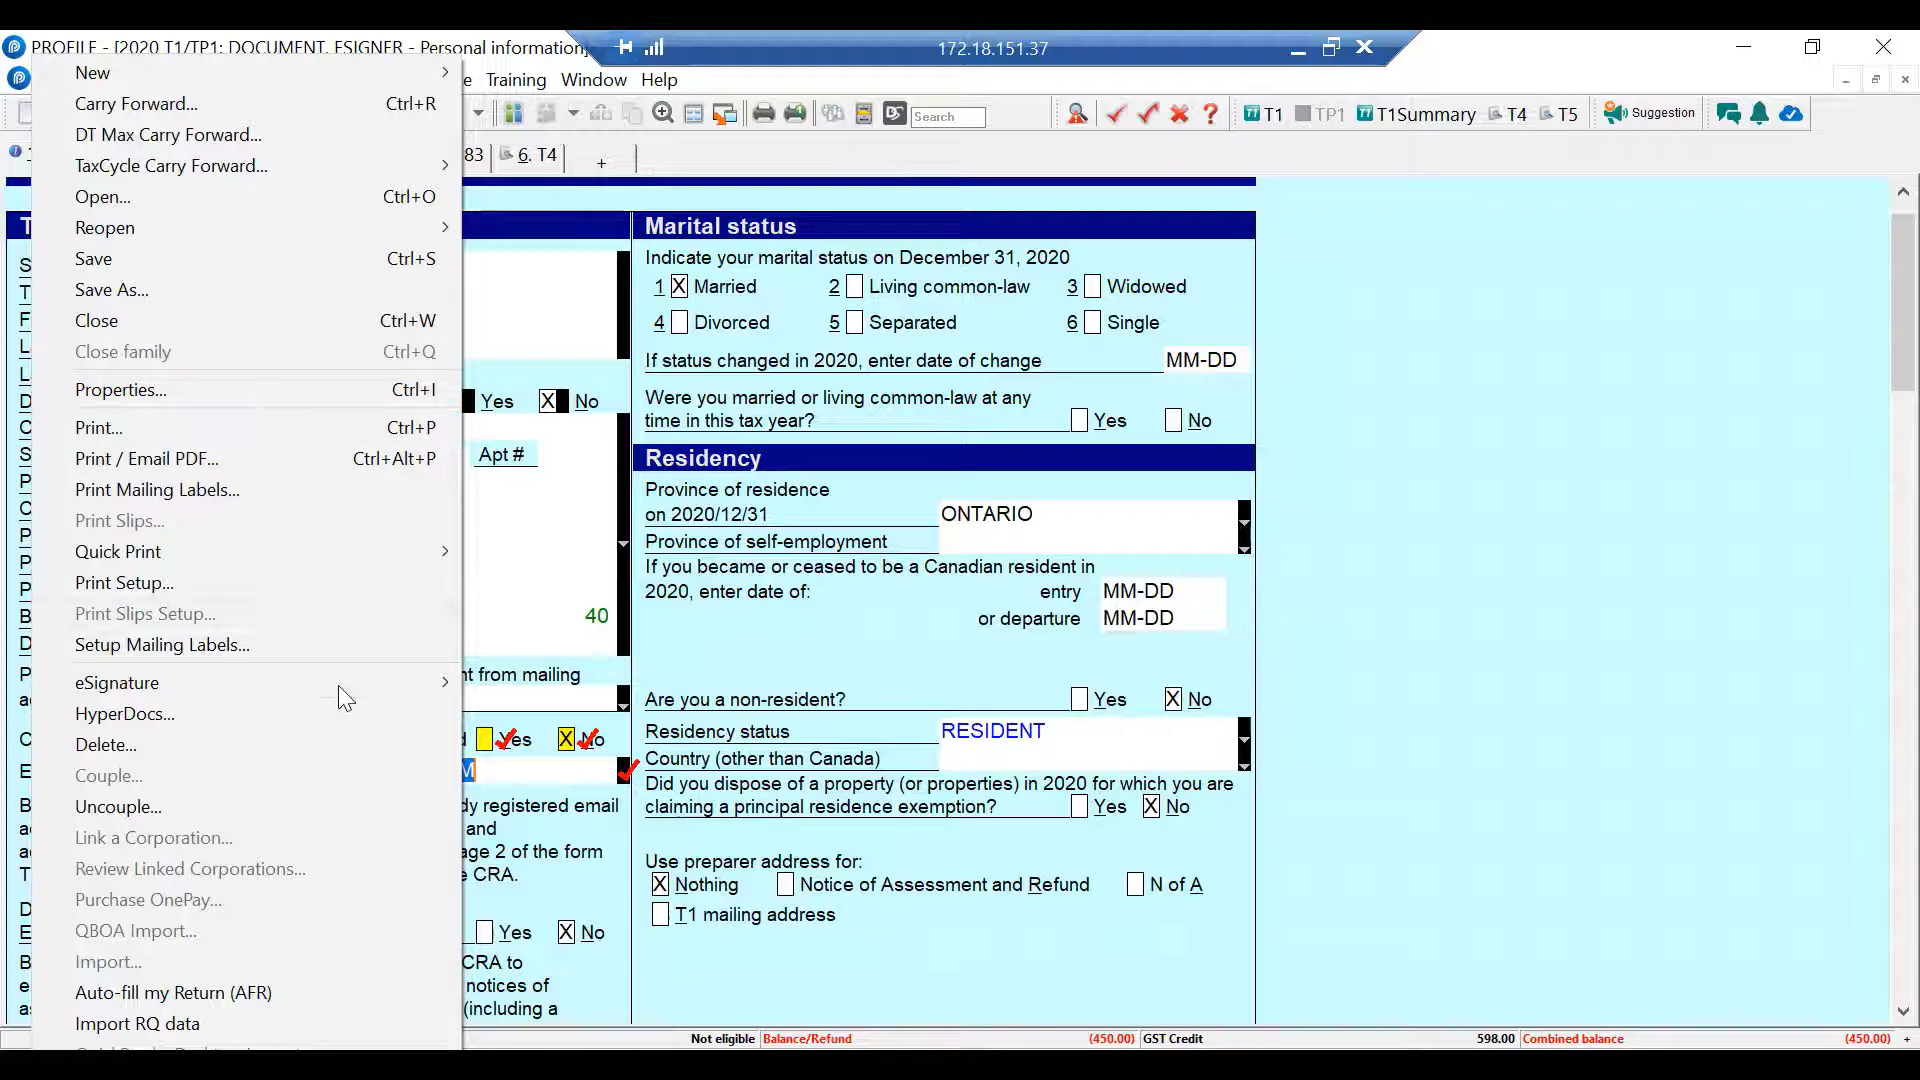 PROFILE - [2020 T1/TP1: DOCUMENT, ESIGNER - Personal information]
172.18.151.37
Training Window Help
Search
T1 TP1 T1Summary T4 T5 Suggestion
83 6. T4 +
New
Carry Forward... Ctrl+R
DT Max Carry Forward...
TaxCycle Carry Forward...
Open... Ctrl+O
Reopen
Save Ctrl+S
Save As...
Close Ctrl+W
Close family Ctrl+Q
Properties... Ctrl+I
Print... Ctrl+P
Print / Email PDF... Ctrl+Alt+P
Print Mailing Labels...
Print Slips...
Quick Print
Print Setup...
Print Slips Setup...
Setup Mailing Labels...
eSignature
HyperDocs...
Delete...
Couple...
Uncouple...
Link a Corporation...
Review Linked Corporations...
Purchase OnePay...
QBOA Import...
Import...
Auto-fill my Return (AFR)
Import RQ data
Yes X No
Apt #
40
nt from mailing
Yes X No
M
dy registered email
and
age 2 of the form
e CRA.
Yes X No
CRA to
notices of
(including a
Marital status
Indicate your marital status on December 31, 2020
1 X Married 2 Living common-law 3 Widowed
4 Divorced 5 Separated 6 Single
If status changed in 2020, enter date of change MM-DD
Were you married or living common-law at any
time in this tax year? Yes No
Residency
Province of residence
on 2020/12/31 ONTARIO
Province of self-employment
If you became or ceased to be a Canadian resident in
2020, enter date of: entry MM-DD
or departure MM-DD
Are you a non-resident? Yes X No
Residency status RESIDENT
Country (other than Canada)
Did you dispose of a property (or properties) in 2020 for which you are
claiming a principal residence exemption? Yes X No
Use preparer address for:
X Nothing Notice of Assessment and Refund N of A
T1 mailing address
Not eligible Balance/Refund (450.00) GST Credit 598.00 Combined balance (450.00) +